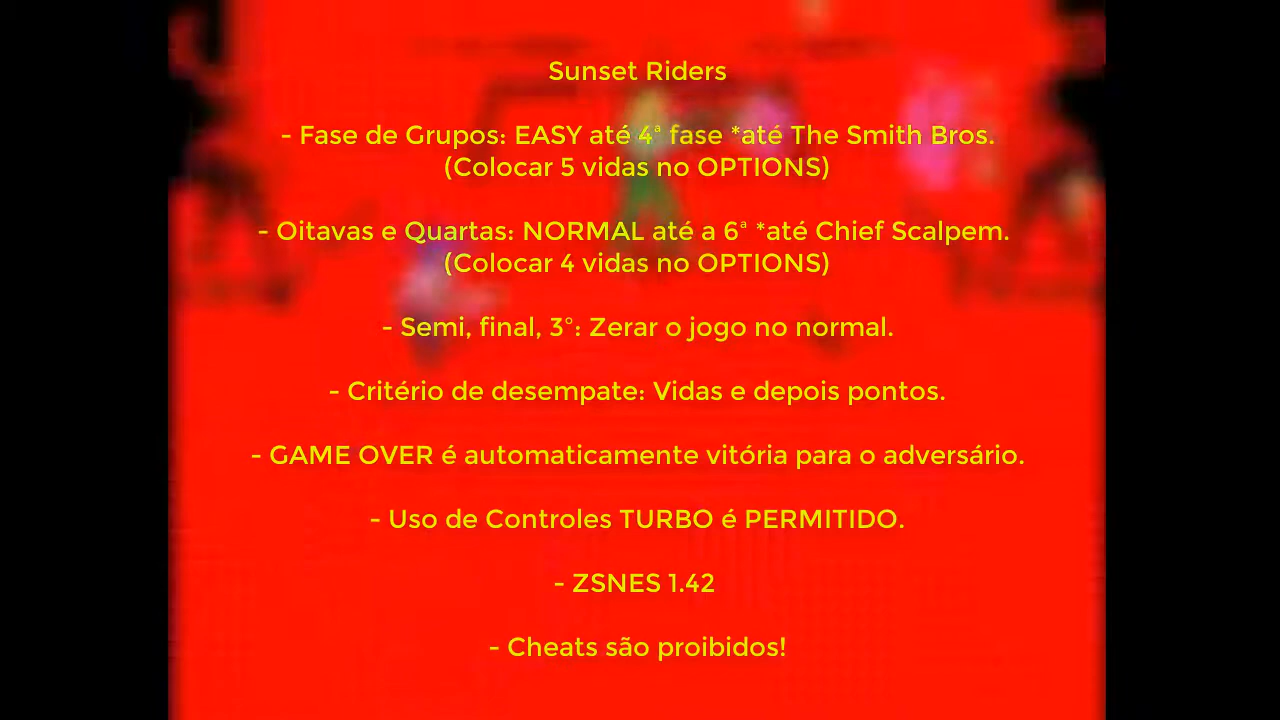 Sunset Riders
- Fase de Grupos: EASY até 4ª fase *até The Smith Bros.
(Colocar 5 vidas no OPTIONS)
- Oitavas e Quartas: NORMAL até a 6ª *até Chief Scalpem.
(Colocar 4 vidas no OPTIONS)
- Semi, final, 3°: Zerar o jogo no normal.
- Critério de desempate: Vidas e depois pontos.
- GAME OVER é automaticamente vitória para o adversário.
- Uso de Controles TURBO é PERMITIDO.
- ZSNES 1.42
- Cheats são proibidos!